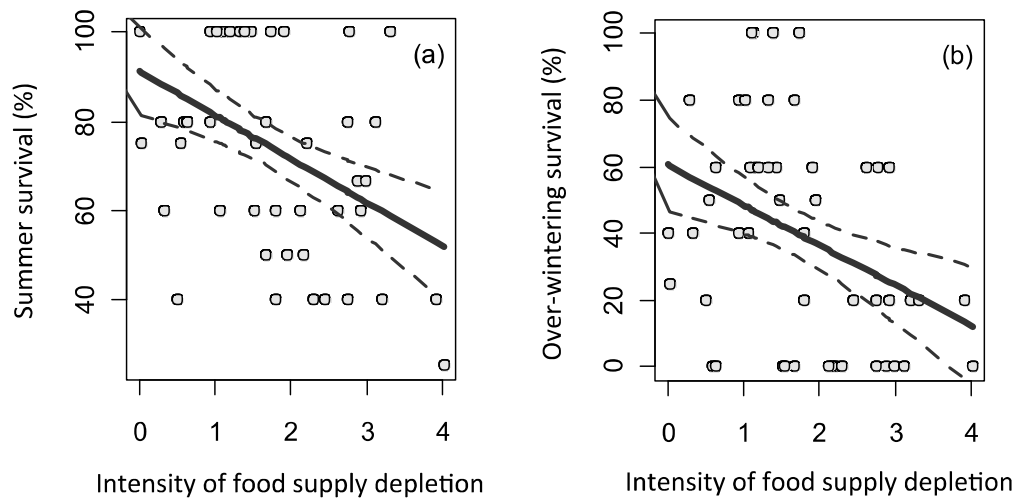 (a)
Summer survival (%)
100
80
60
40
0 1 2 3 4
Intensity of food supply depletion
(b)
Over-wintering survival (%)
100
80
60
40
20
0
0 1 2 3 4
Intensity of food supply depletion